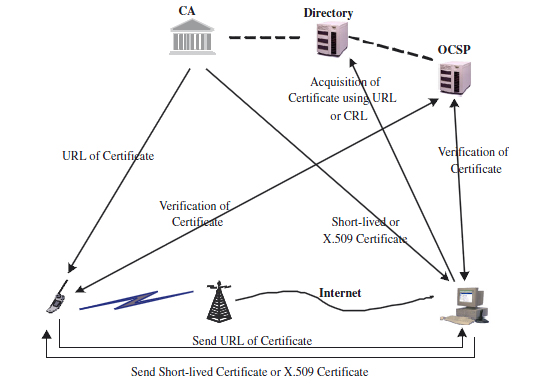 CA
Directory
OCSP
Acquisition of
Certificate using URL
or CRL
URL of Certificate
Verification of
Certificate
Verification of
Certificate
Short-lived or
X.509 Certificate
Internet
Send URL of Certificate
Send Short-lived Certificate or X.509 Certificate